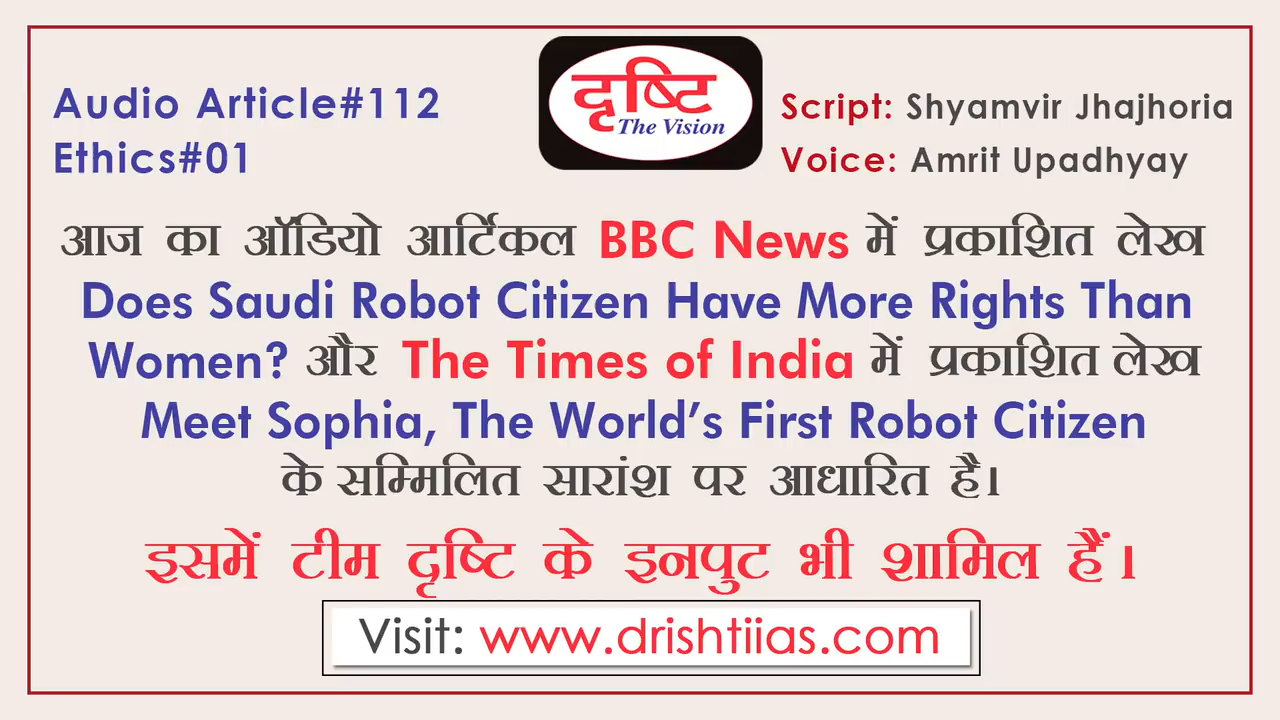 Audio Article#112
Ethics#01
दृष्टि
The Vision
Script: Shyamvir Jhajhoria
Voice: Amrit Upadhyay
आज का ऑडियो आर्टिकल BBC News में प्रकाशित लेख
Does Saudi Robot Citizen Have More Rights Than
Women? और The Times of India में प्रकाशित लेख
Meet Sophia, The World’s First Robot Citizen
के सम्मिलित सारांश पर आधारित है।
इसमें टीम दृष्टि के इनपुट भी शामिल हैं।
Visit: www.drishtiias.com